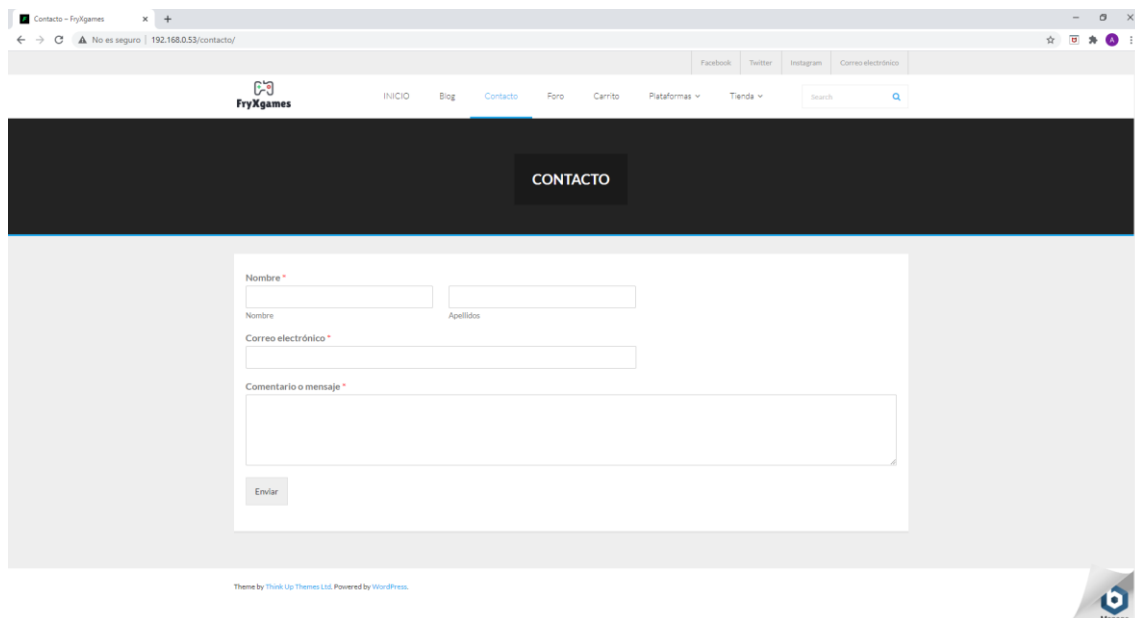 Contacto – FryXgames
No es seguro | 192.168.0.53/contacto/
A
Facebook Twitter Instagram Correo electrónico
FryXgames
INICIO Blog Contacto Foro Carrito Plataformas Tienda Search
CONTACTO
Nombre *
Nombre Apellidos
Correo electrónico *
Comentario o mensaje *
Enviar
Theme by Think Up Themes Ltd. Powered by WordPress.